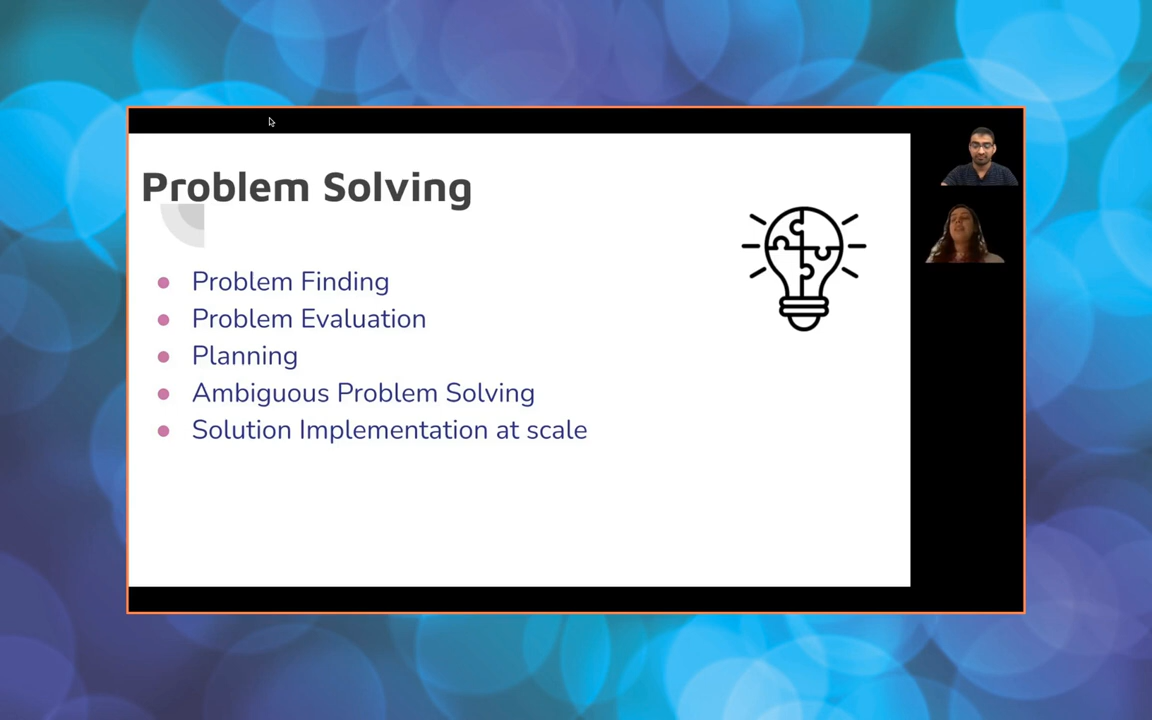 Problem Solving
Problem Finding
Problem Evaluation
Planning
Ambiguous Problem Solving
Solution Implementation at scale